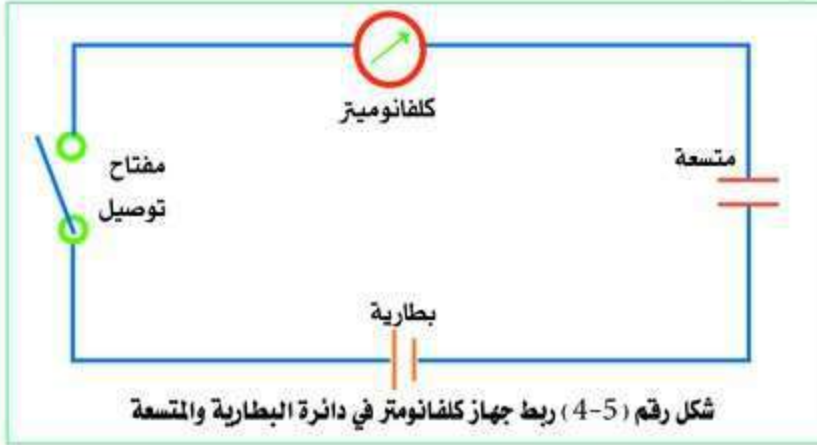 كلفانوميتر
متسعة
مفتاح
توصيل
بطارية
شكل رقم (5-4) ربط جهاز كلفانومتر في دائرة البطارية والمتسعة